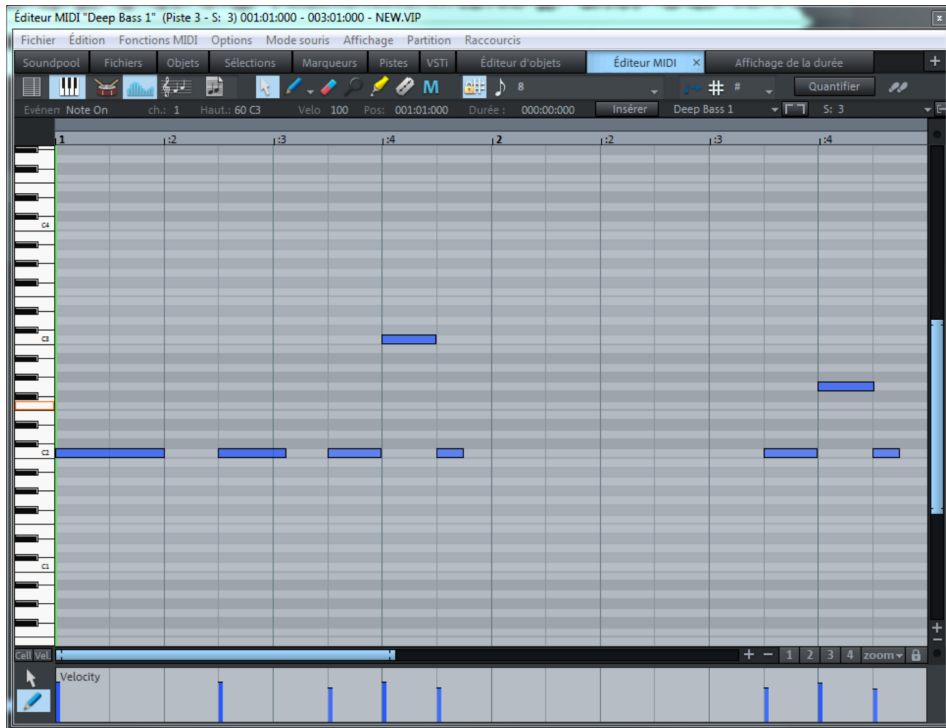 Éditeur MIDI "Deep Bass 1" (Piste 3 - S: 3) 001:01:000 - 003:01:000 - NEW.VIP
Fichier Édition Fonctions MIDI Options Mode souris Affichage Partition Raccourcis
Soundpool Fichiers Objets Sélections Marqueurs Pistes VSTi Éditeur d'objets Éditeur MIDI × Affichage de la durée +
M 8 # Quantifier
Événem Note On ch.: 1 Haut.: 60 C3 Velo 100 Pos: 001:01:000 Durée : 000:00:000 Insérer Deep Bass 1 S: 3
1 :2 :3 :4 2 :2 :3 :4
C4
C3
C2
C1
Cell Vel. + - 1 2 3 4 zoom
Velocity